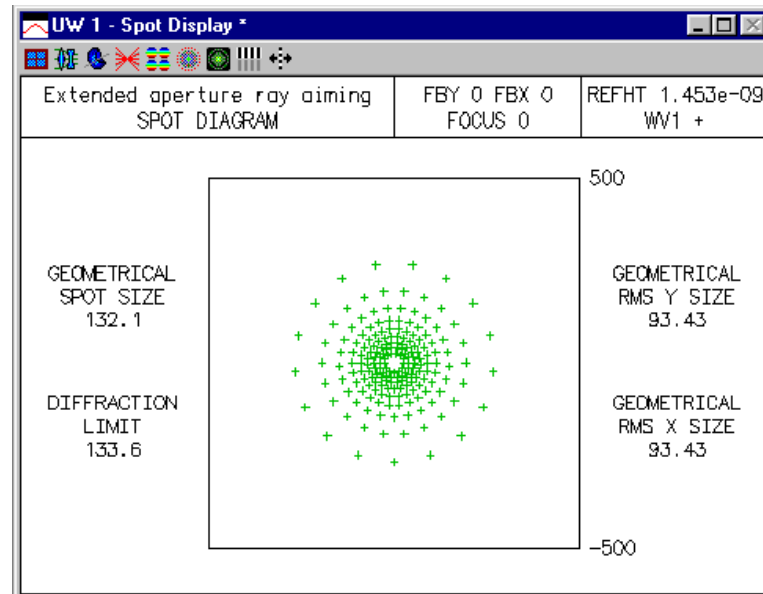 UW 1 - Spot Display *
Extended aperture ray aiming
SPOT DIAGRAM
FBY 0 FBX 0
FOCUS 0
REFHT 1.453e-09
WV1 +
500
GEOMETRICAL
SPOT SIZE
132.1
GEOMETRICAL
RMS Y SIZE
93.43
DIFFRACTION
LIMIT
133.6
GEOMETRICAL
RMS X SIZE
93.43
-500